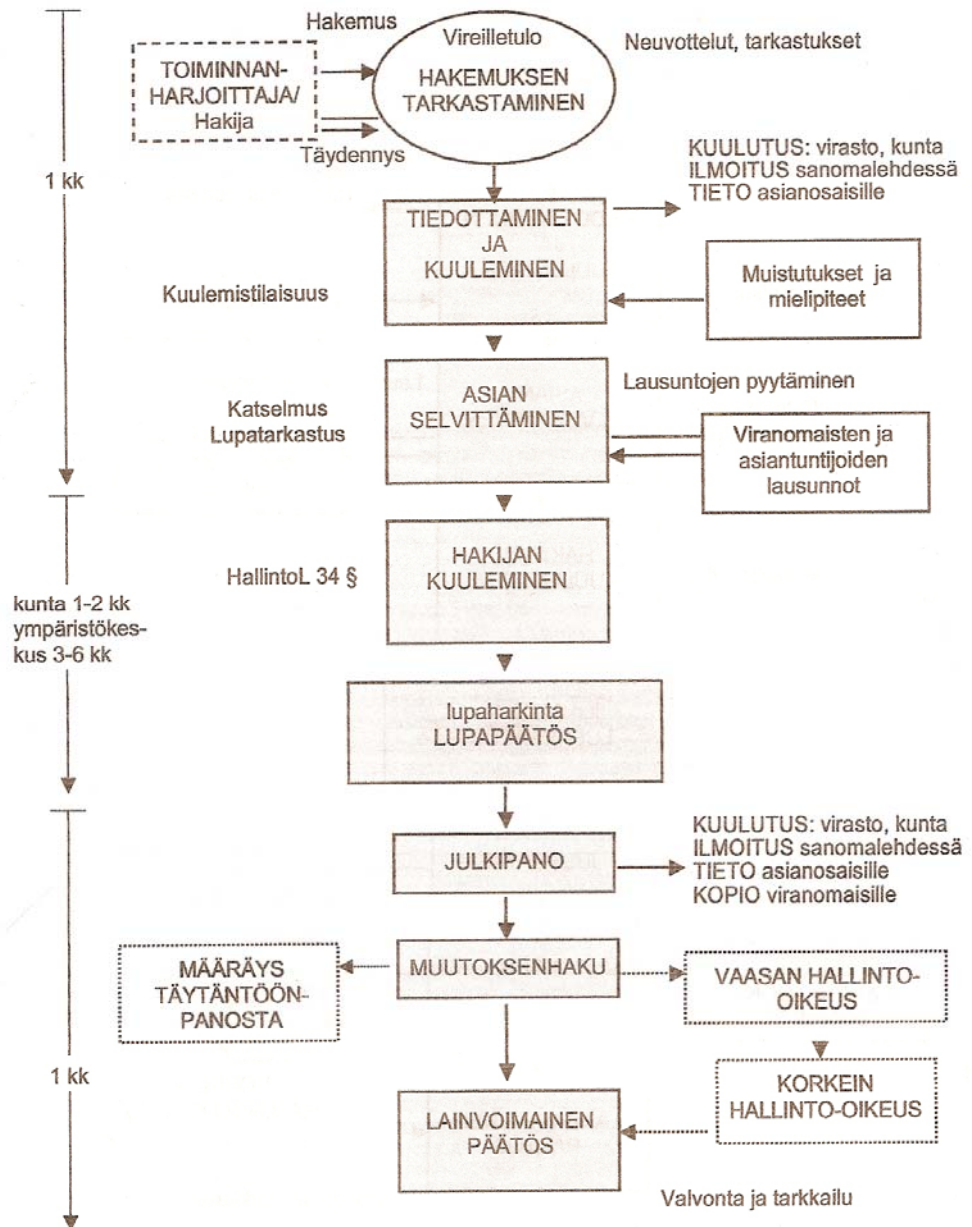 Hakemus
Vireilletulo
HAKEMUKSEN
TARKASTAMINEN
Neuvottelut, tarkastukset
TOIMINNAN-
HARJOITTAJA/
Hakija
Täydennys
1 kk
KUULUTUS: virasto, kunta
ILMOITUS sanomalehdessä
TIETO asianosaisille
TIEDOTTAMINEN
JA
KUULEMINEN
Kuulemistilaisuus
Muistutukset ja
mielipiteet
ASIAN
SELVITTÄMINEN
Lausuntojen pyytäminen
Katselmus
Lupatarkastus
Viranomaisten ja
asiantuntijoiden
lausunnot
HAKIJAN
KUULEMINEN
HallintoL 34 §
kunta 1-2 kk
ympäristökes-
kus 3-6 kk
lupaharkinta
LUPAPÄÄTÖS
JULKIPANO
KUULUTUS: virasto, kunta
ILMOITUS sanomalehdessä
TIETO asianosaisille
KOPIO viranomaisille
MUUTOKSENHAKU
MÄÄRÄYS
TÄYTÄNTÖÖN-
PANOSTA
VAASAN HALLINTO-
OIKEUS
1 kk
KORKEIN
HALLINTO-OIKEUS
LAINVOIMAINEN
PÄÄTÖS
Valvonta ja tarkkailu